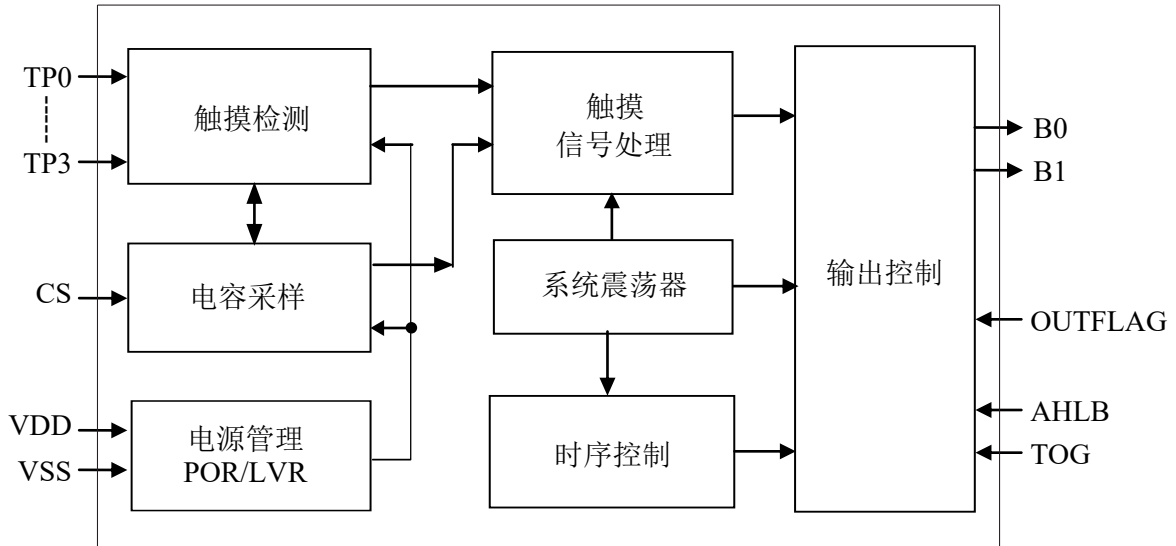 TP0
TP3
CS
VDD
VSS
触摸检测
电容采样
电源管理
POR/LVR
触摸
信号处理
系统震荡器
时序控制
输出控制
B0
B1
OUTFLAG
AHLB
TOG